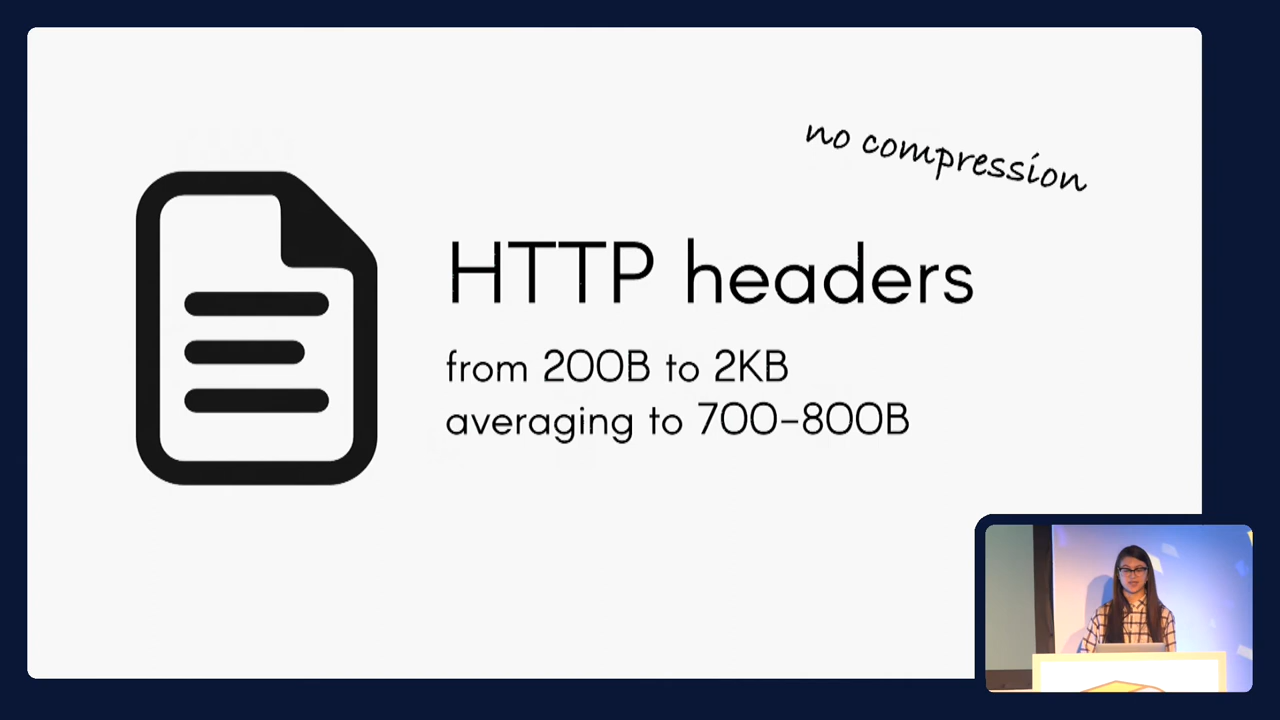 no compression
HTTP headers
from 200B to 2KB
averaging to 700–800B